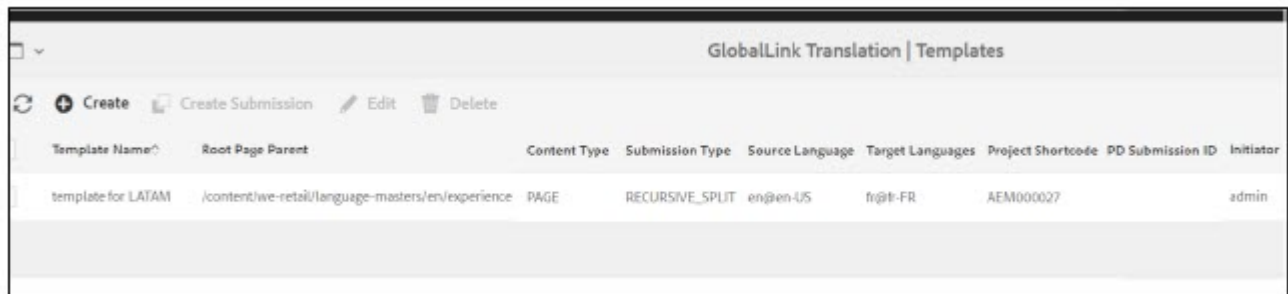 GlobalLink Translation | Templates
Create Create Submission Edit Delete
Template Name Root Page Parent Content Type Submission Type Source Language Target Languages Project Shortcode PD Submission ID Initiator
template for LATAM /content/we-retail/language-masters/en/experience PAGE RECURSIVE_SPLIT en@en-US fr@fr-FR AEM000027 admin